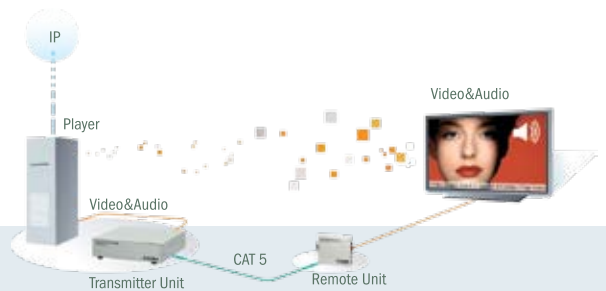 IP
Player
Video&Audio
Video&Audio
Transmitter Unit
CAT 5
Remote Unit